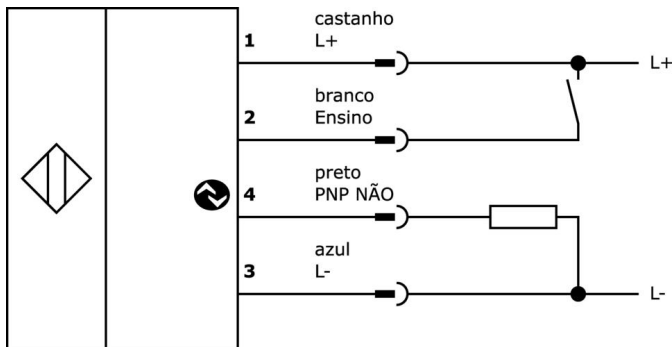 castanho
1 L+
L+
branco
2 Ensino
preto
4 PNP NÃO
azul
3 L-
L-